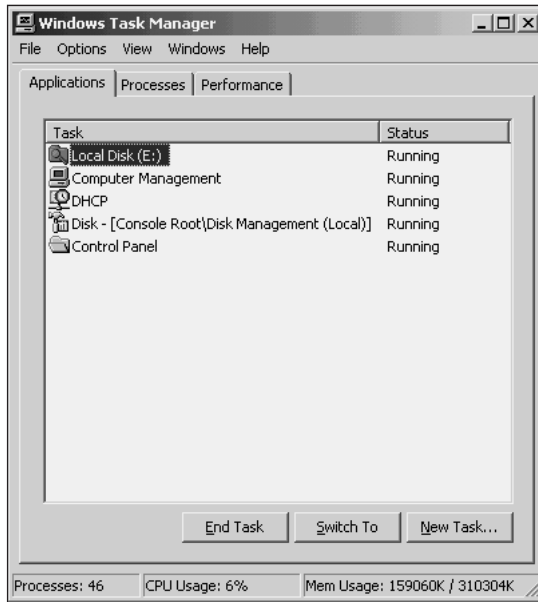 Windows Task Manager
File Options View Windows Help
Applications Processes Performance
Task Status
Local Disk (E:) Running
Computer Management Running
DHCP Running
Disk - [Console Root\Disk Management (Local)] Running
Control Panel Running
End Task Switch To New Task...
Processes: 46 CPU Usage: 6% Mem Usage: 159060K / 310304K